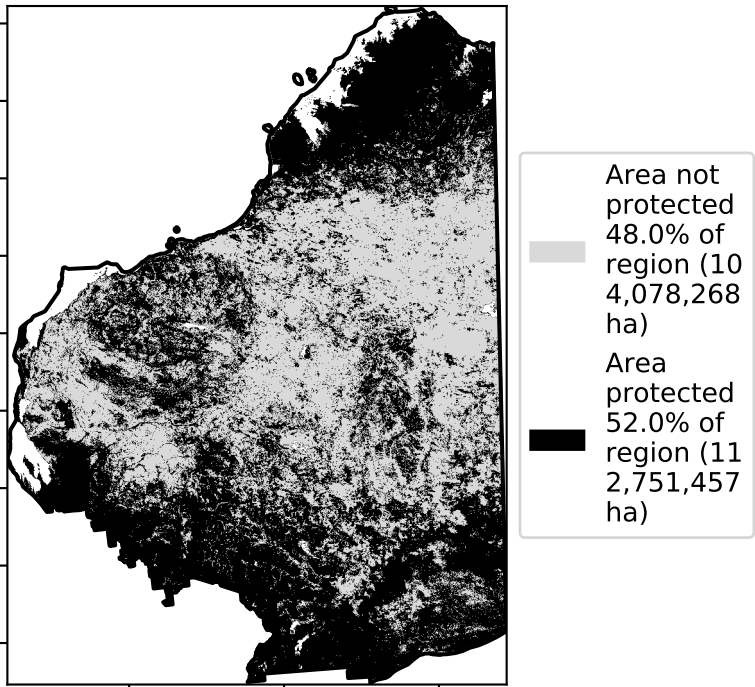 Area not
protected
48.0% of
region (10
4,078,268
ha)
Area
protected
52.0% of
region (11
2,751,457
ha)